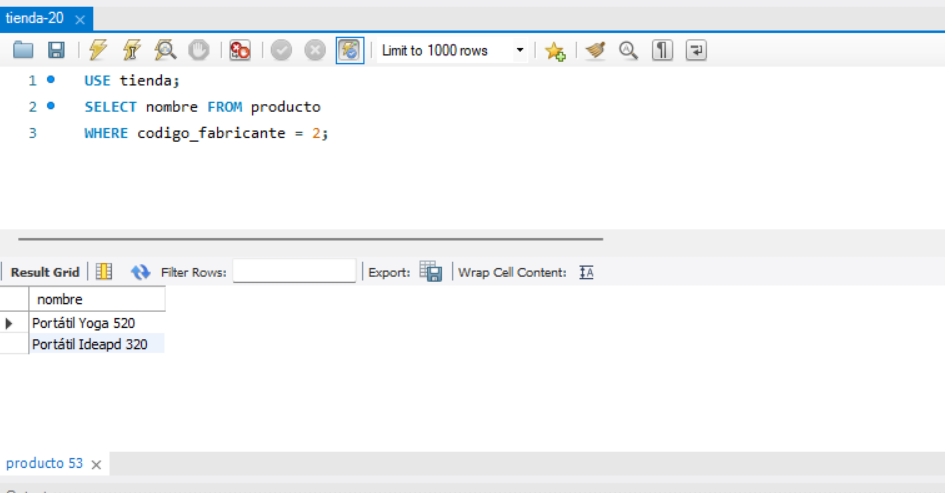 tienda-20
Limit to 1000 rows
1 USE tienda;
2 SELECT nombre FROM producto
3 WHERE codigo_fabricante = 2;
Result Grid Filter Rows: Export: Wrap Cell Content: IA
nombre
Portátil Yoga 520
Portátil Ideapd 320
producto 53